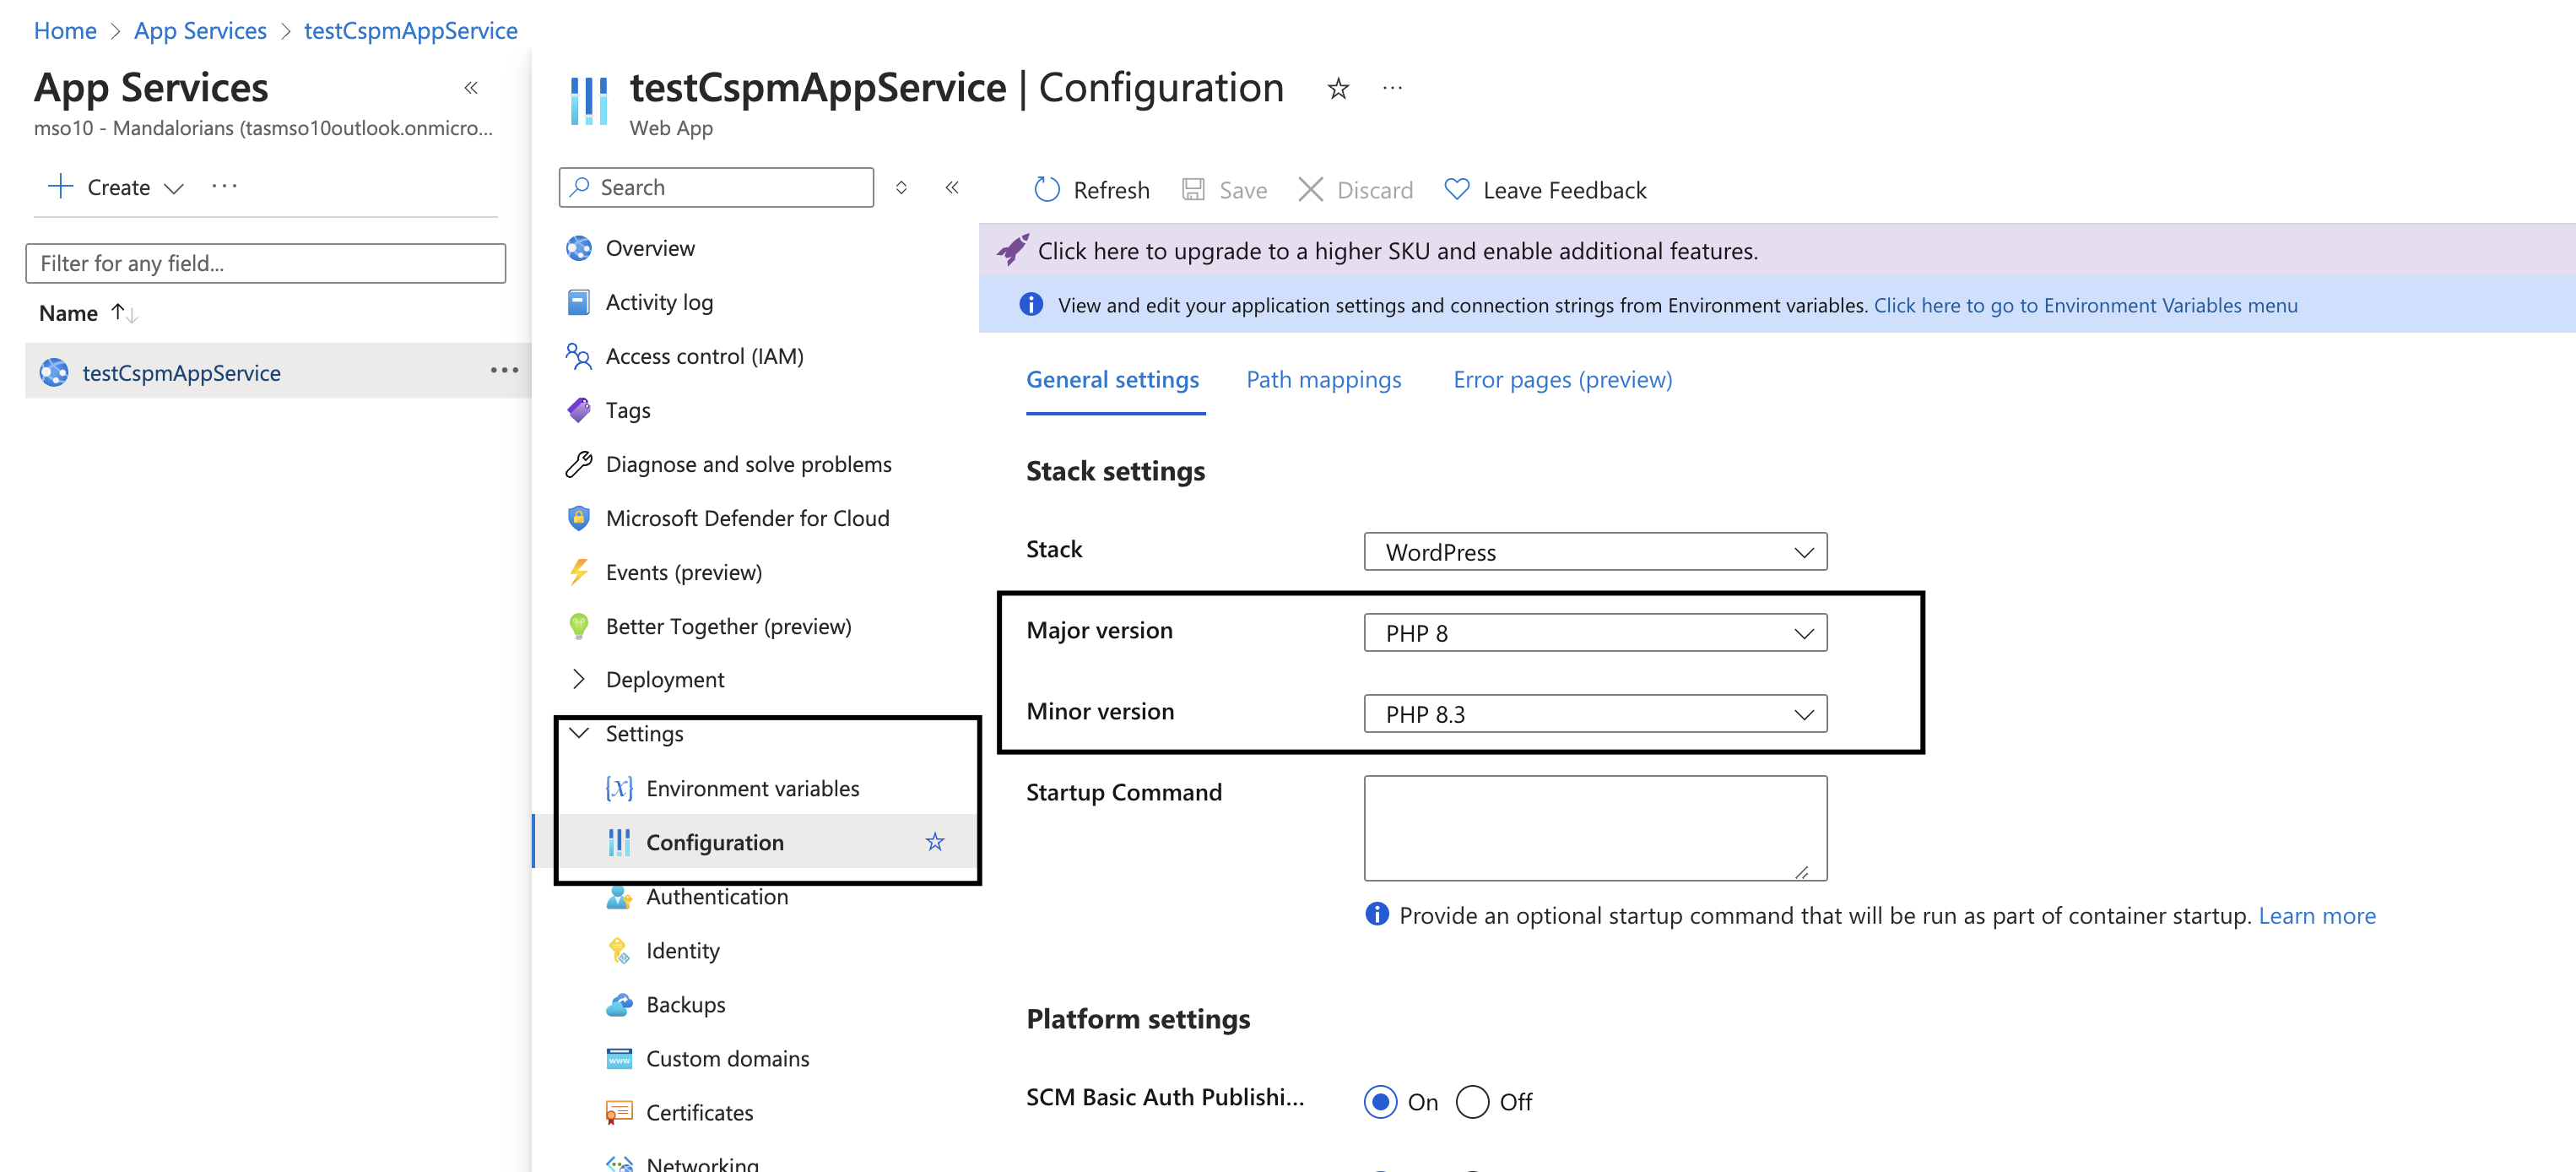 Home > App Services > testCspmAppService
App Services
mso10 - Mandalorians (tasmso10outlook.onmicro...
Create
Filter for any field...
Name
testCspmAppService
testCspmAppService | Configuration
Web App
Search
Overview
Activity log
Access control (IAM)
Tags
Diagnose and solve problems
Microsoft Defender for Cloud
Events (preview)
Better Together (preview)
Deployment
Settings
Environment variables
Configuration
Authentication
Identity
Backups
Custom domains
Certificates
Networking
Refresh Save Discard Leave Feedback
Click here to upgrade to a higher SKU and enable additional features.
View and edit your application settings and connection strings from Environment variables. Click here to go to Environment Variables menu
General settings Path mappings Error pages (preview)
Stack settings
Stack WordPress
Major version PHP 8
Minor version PHP 8.3
Startup Command
Provide an optional startup command that will be run as part of container startup. Learn more
Platform settings
SCM Basic Auth Publishi... On Off